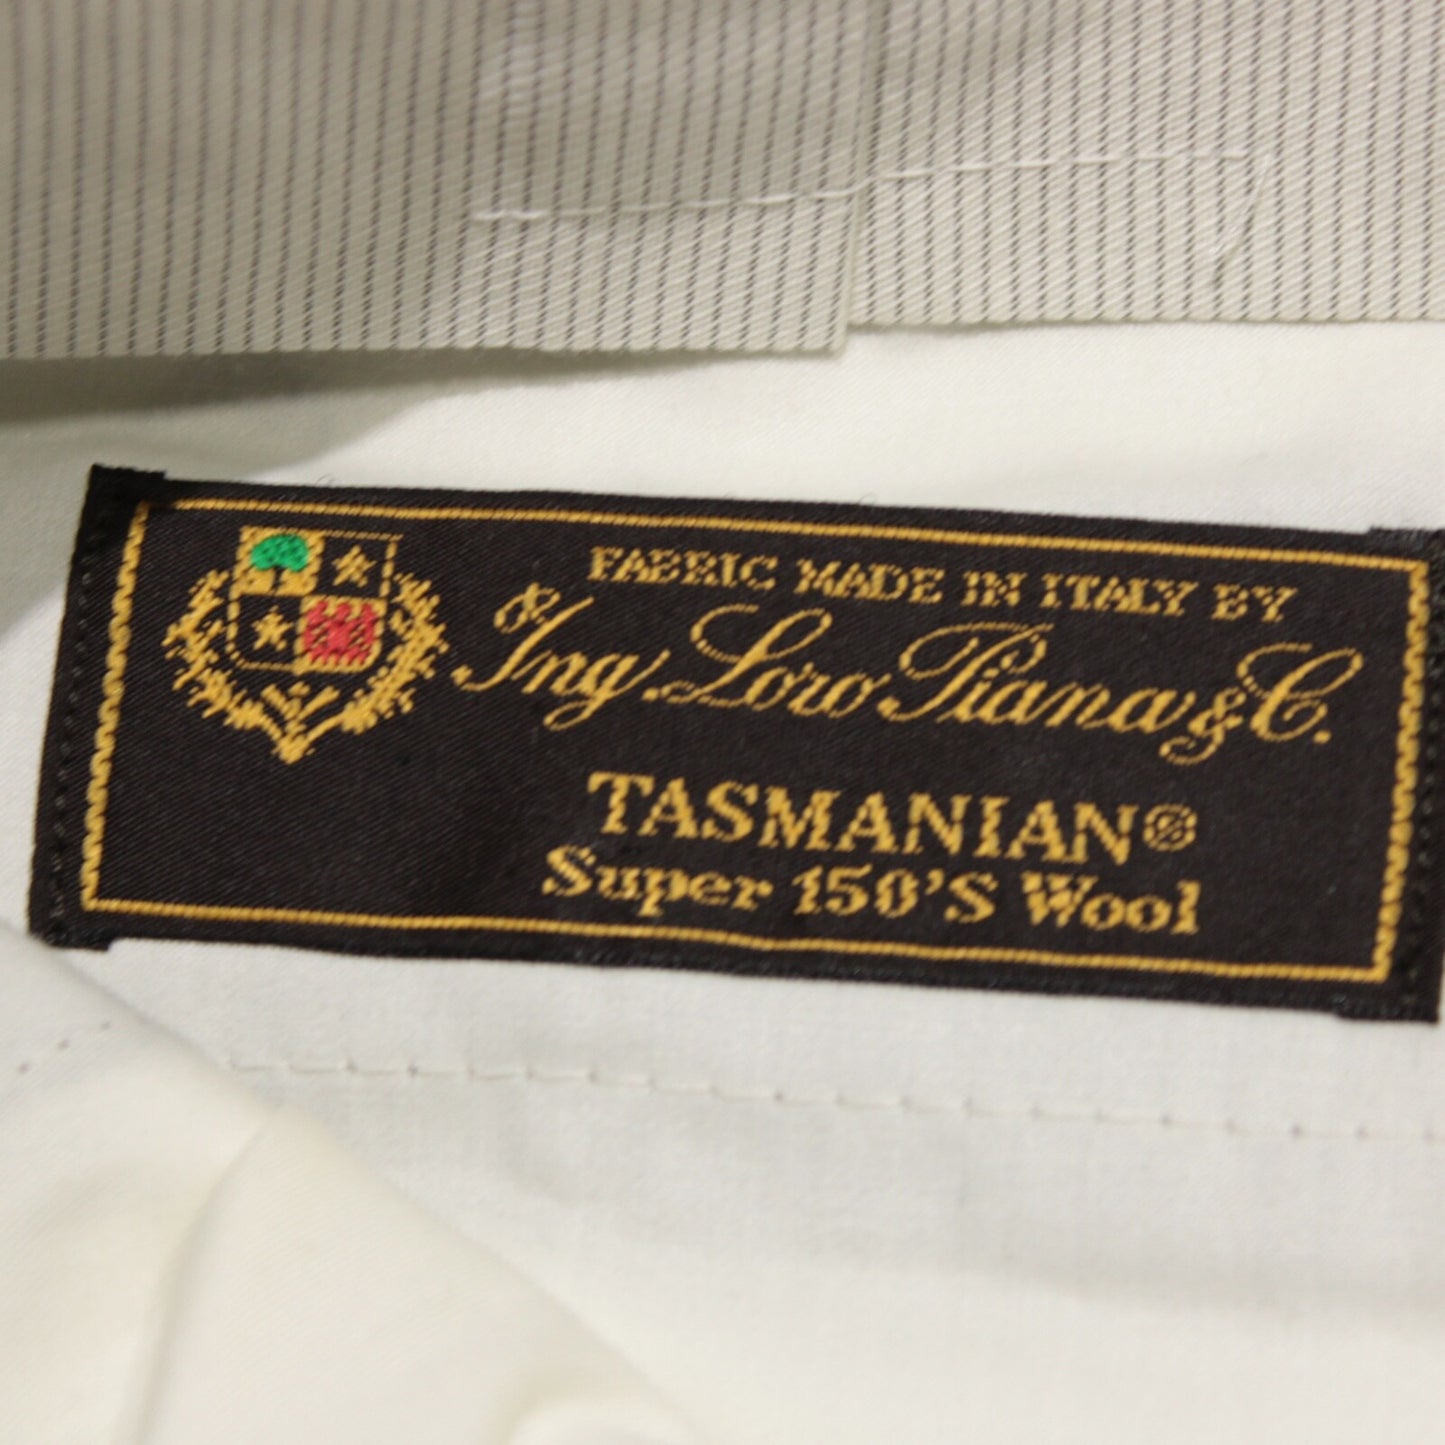 FABRIC MADE IN ITALY BY
Ing. Loro Piana & C.
TASMANIAN®
Super 150'S Wool